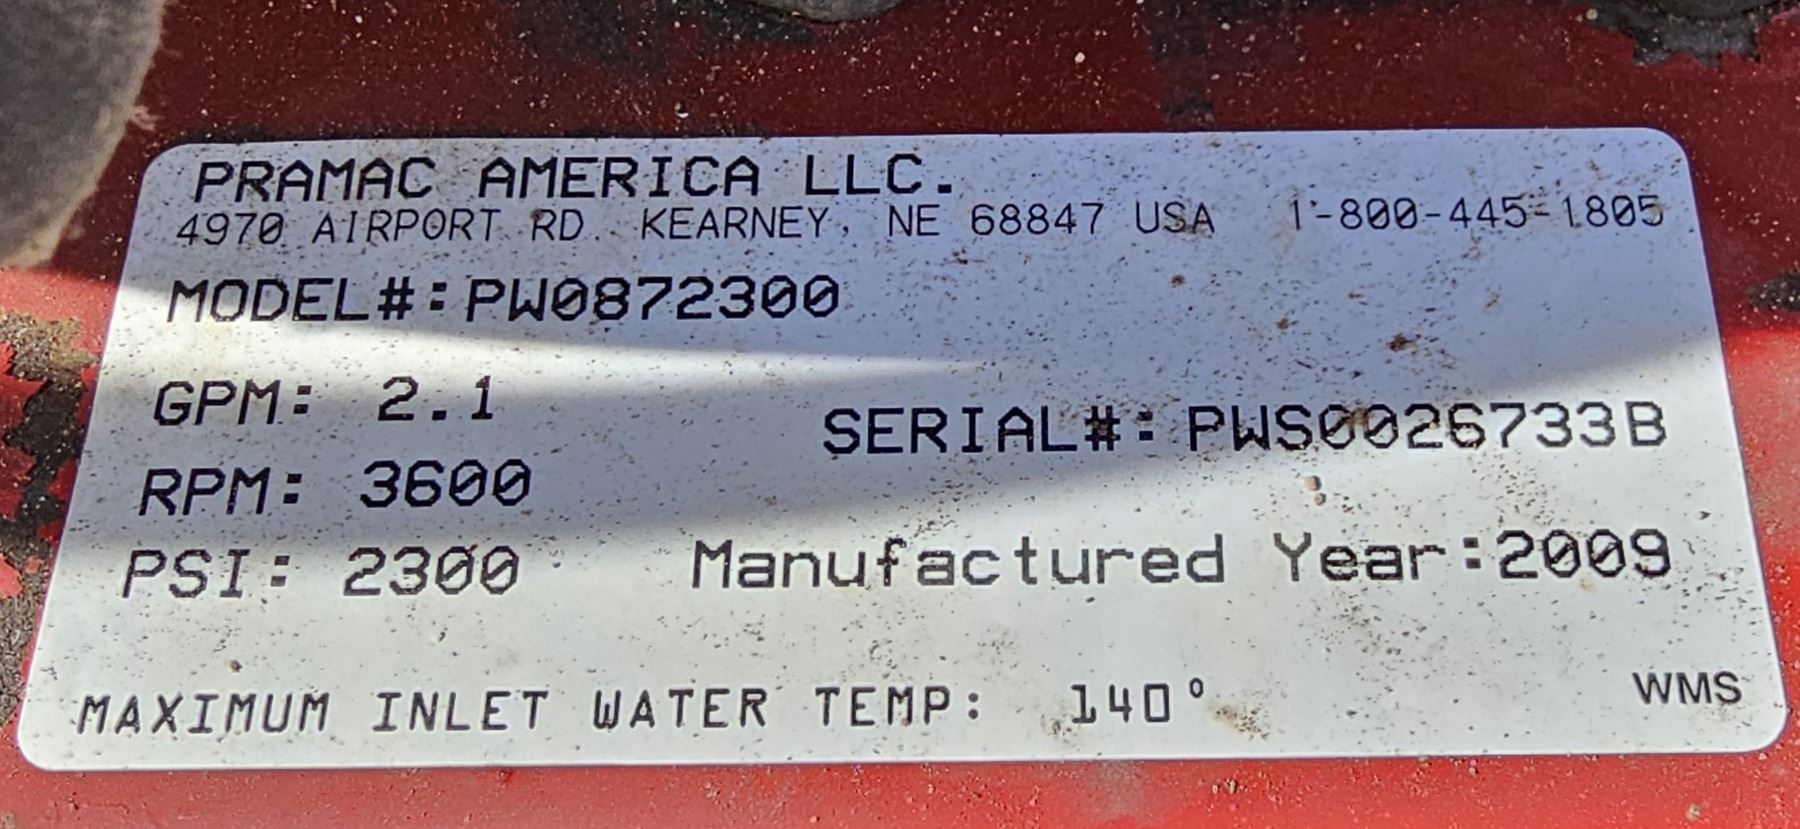 PRAMAC AMERICA LLC.
4970 AIRPORT RD. KEARNEY, NE 68847 USA 1-800-445-1805
MODEL#:PW0872300
GPM: 2.1
SERIAL#: PWS0026733B
RPM: 3600
PSI: 2300
Manufactured Year:2009
MAXIMUM INLET WATER TEMP: 140°
WMS